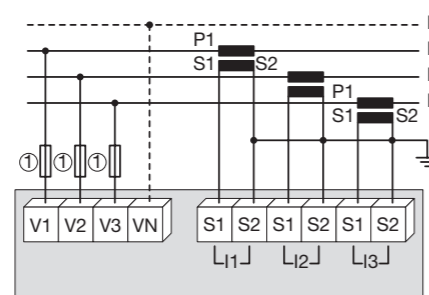 P1
S1 S2
P1
S1 S2
① ① ①
V1 V2 V3 VN S1 S2 S1 S2 S1 S2
I1 I2 I3